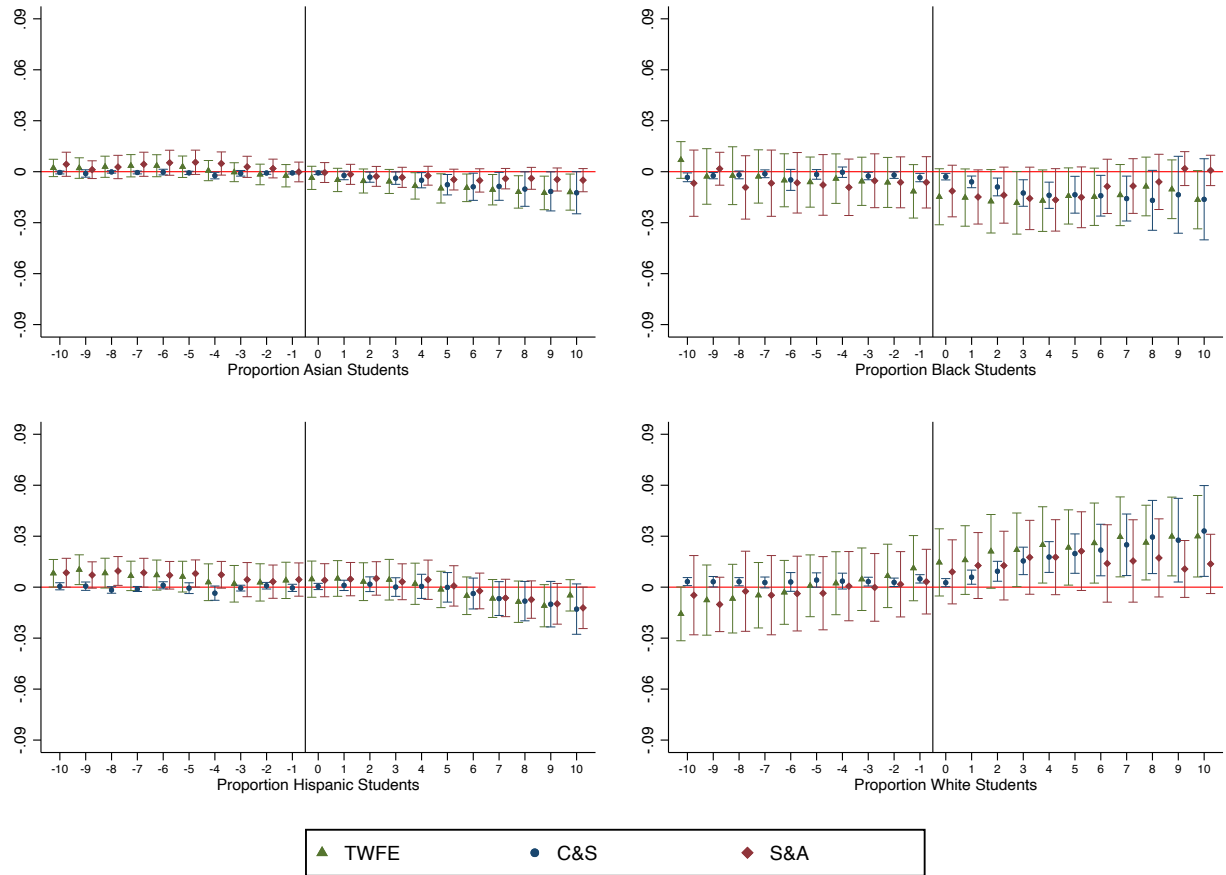 .09 .06 .03 0 -.03 -.06 -.09
-10 -9 -8 -7 -6 -5 -4 -3 -2 -1 0 1 2 3 4 5 6 7 8 9 10
Proportion Asian Students
.09 .06 .03 0 -.03 -.06 -.09
-10 -9 -8 -7 -6 -5 -4 -3 -2 -1 0 1 2 3 4 5 6 7 8 9 10
Proportion Black Students
.09 .06 .03 0 -.03 -.06 -.09
-10 -9 -8 -7 -6 -5 -4 -3 -2 -1 0 1 2 3 4 5 6 7 8 9 10
Proportion Hispanic Students
.09 .06 .03 0 -.03 -.06 -.09
-10 -9 -8 -7 -6 -5 -4 -3 -2 -1 0 1 2 3 4 5 6 7 8 9 10
Proportion White Students
TWFE C&S S&A